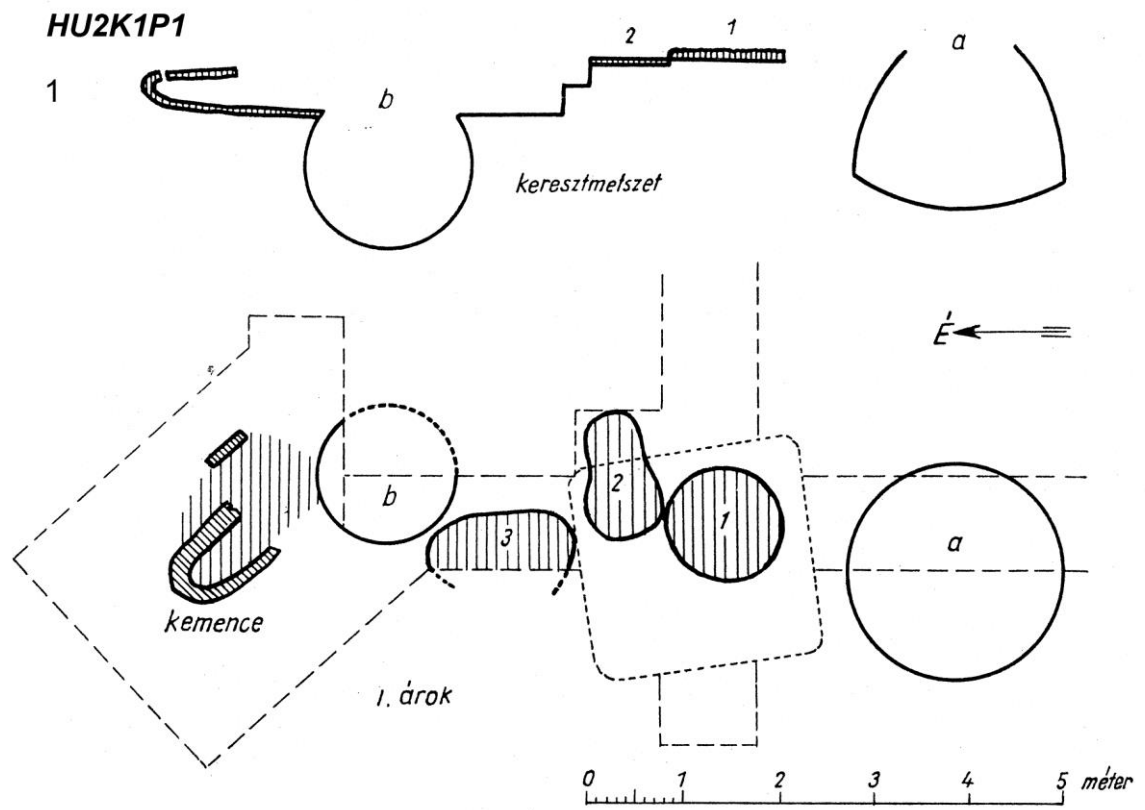 HU2K1P1
1
2 1 a
b
keresztmetszet
É
b
2
1
3
a
kemence
I. árok
0 1 2 3 4 5 méter